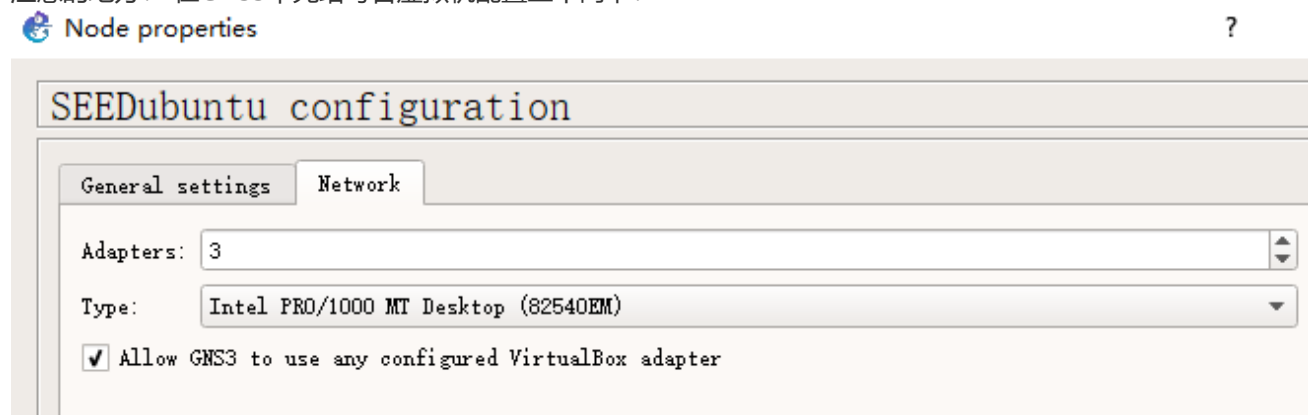 Node properties
?
SEEDubuntu configuration
General settings
Network
Adapters: 3
Type: Intel PRO/1000 MT Desktop (82540EM)
Allow GNS3 to use any configured VirtualBox adapter